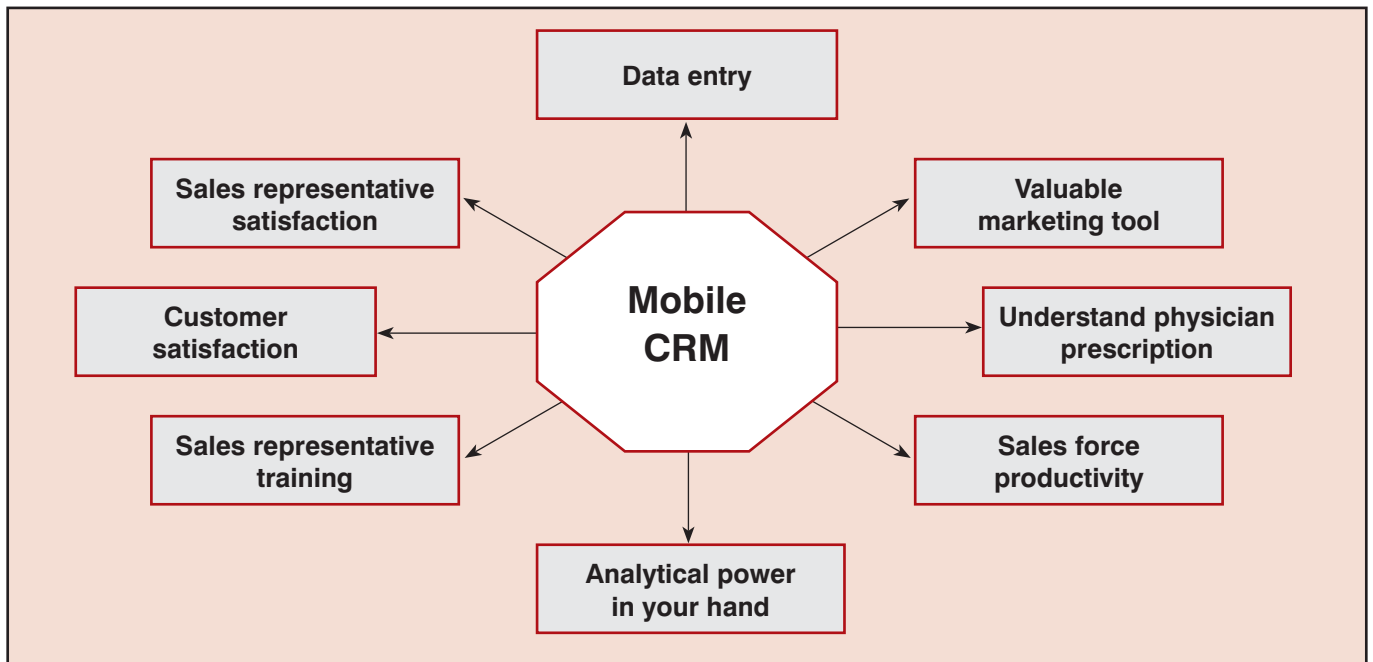 Data entry
Sales representative
satisfaction
Valuable
marketing tool
Mobile
CRM
Customer
satisfaction
Understand physician
prescription
Sales representative
training
Sales force
productivity
Analytical power
in your hand